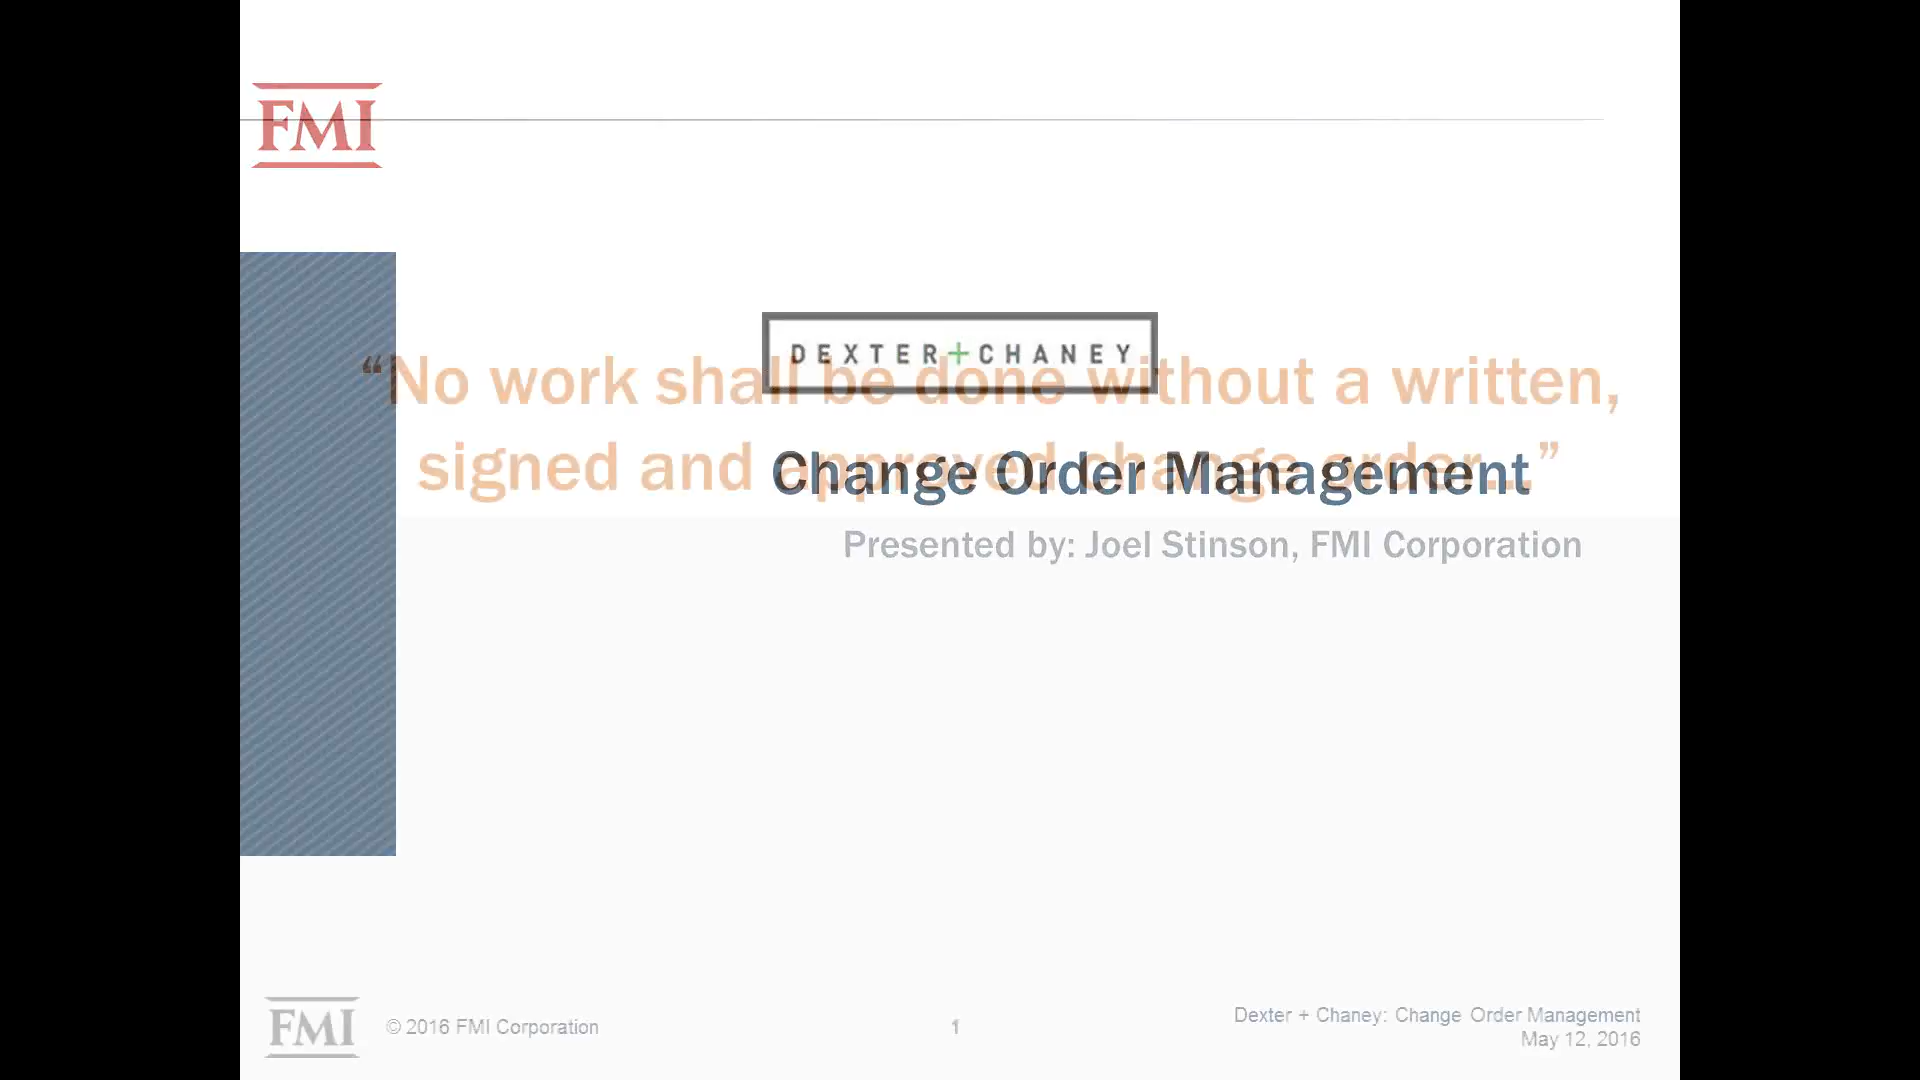 FMI
DEXTER+CHANEY
“No work shall be done without a written,
signed and approved change order...”
Change Order Management
Presented by: Joel Stinson, FMI Corporation
FMI
© 2016 FMI Corporation
1
Dexter + Chaney: Change Order Management
May 12, 2016